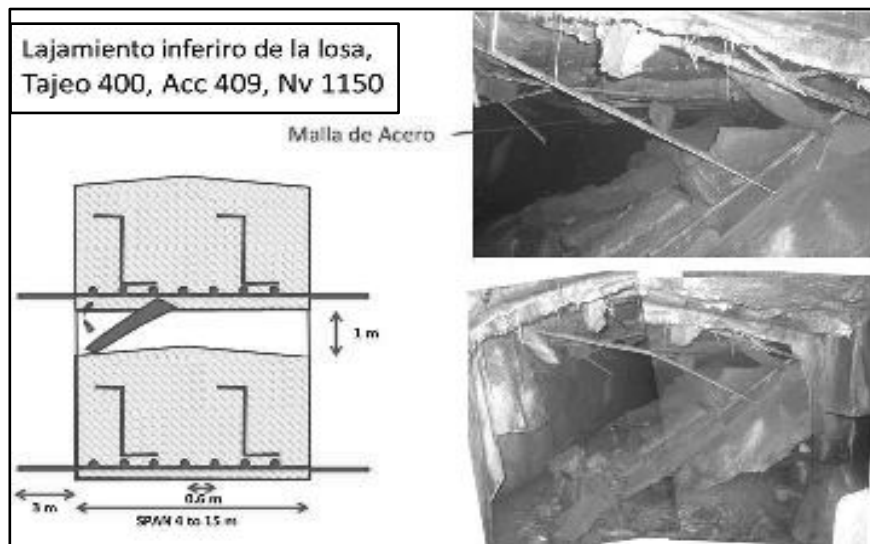 Lajamiento inferiro de la losa,
Tajeo 400, Acc 409, Nv 1150
Malla de Acero
1 m
0.6 m
3 m
SPAN 4 to 15 m